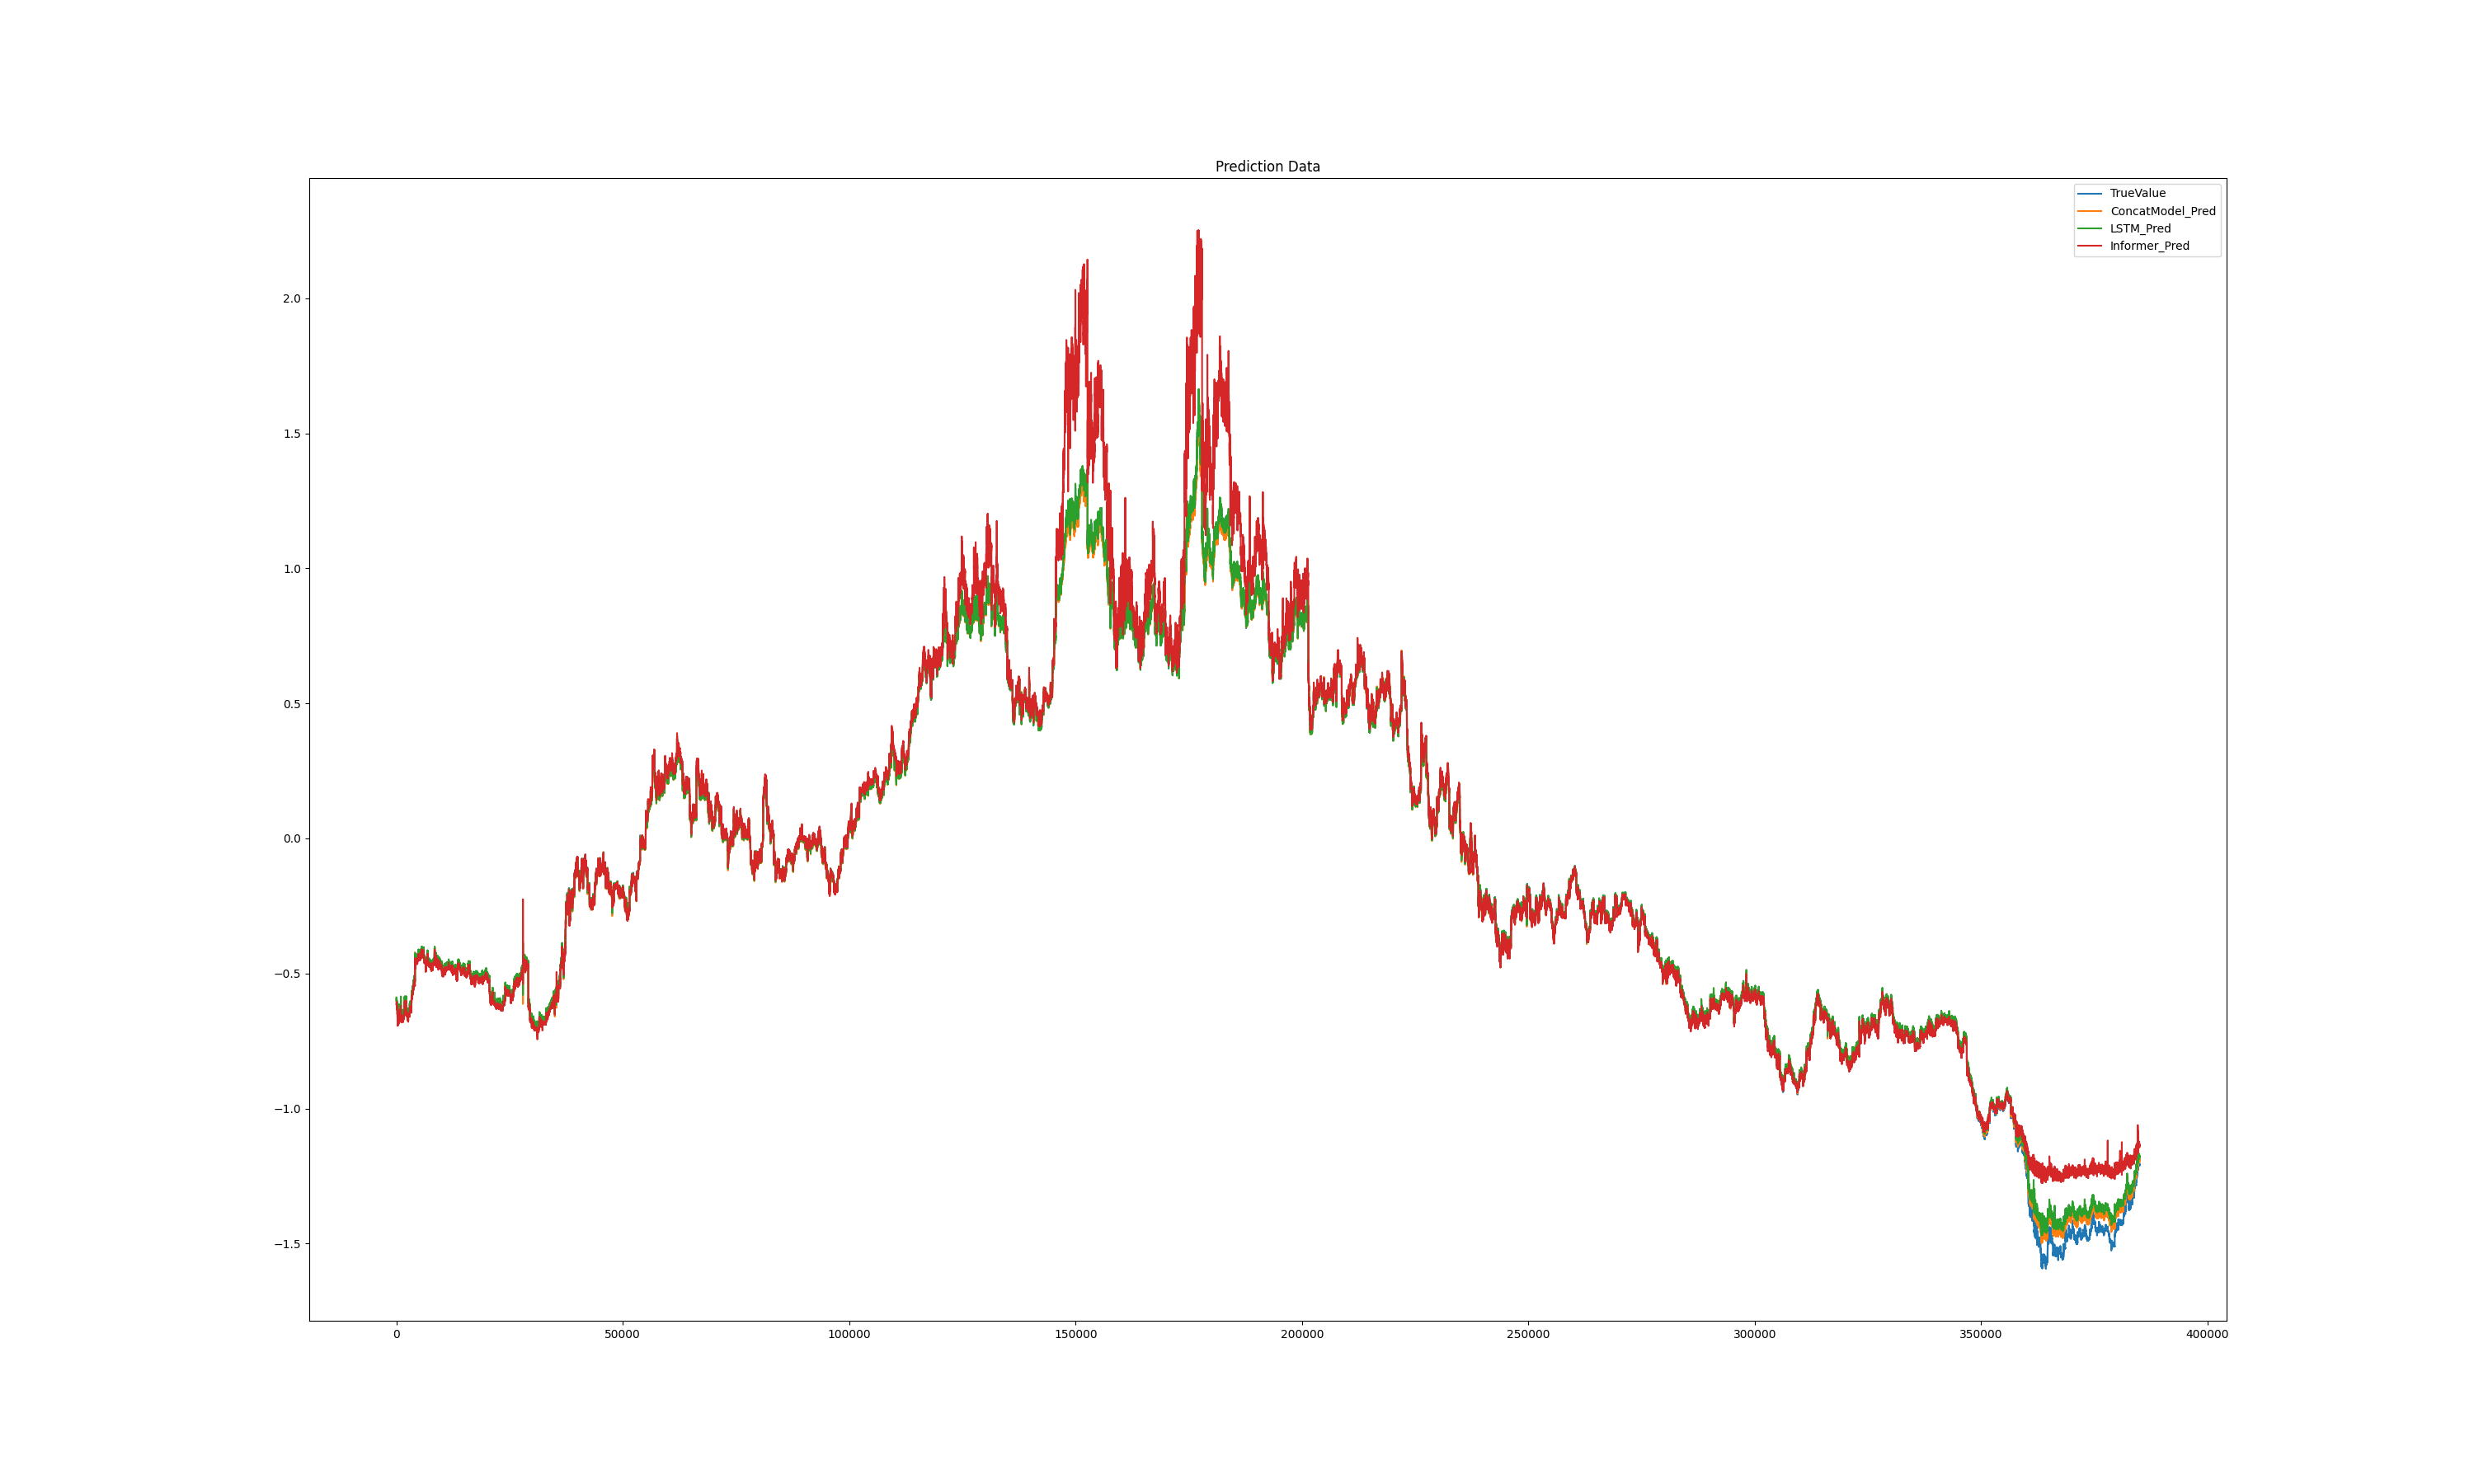 Prediction Data
TrueValue
ConcatModel_Pred
LSTM_Pred
Informer_Pred
2.0
1.5
1.0
0.5
0.0
−0.5
−1.0
−1.5
0 50000 100000 150000 200000 250000 300000 350000 400000